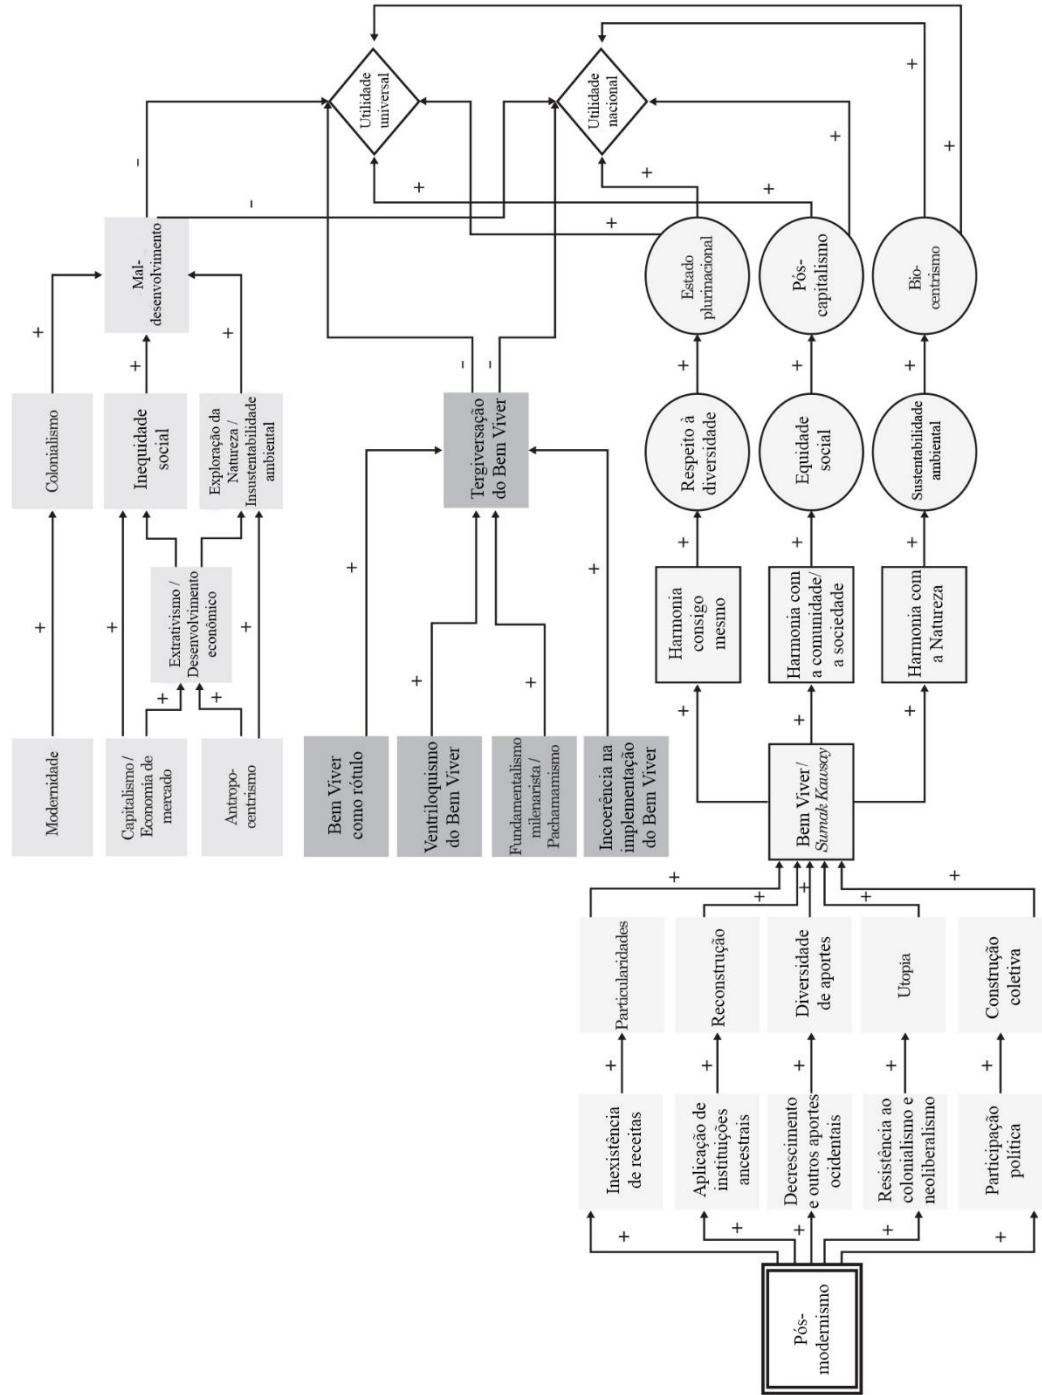 Modernidade
Colonialismo
Capitalismo /
Economia de
mercado
Extrativismo /
Desenvolvimento
econômico
Inequidade
social
Mal-
desenvolvimento
Antropo-
centrismo
Exploração da
Natureza /
Insustentabilidade
ambiental
Bem Viver
como rótulo
Ventriloquismo
do Bem Viver
Fundamentalismo
milenarista /
Pachamamismo
Incoerência na
implementação
do Bem Viver
Tergiversação
do Bem Viver
Utilidade
universal
Utilidade
nacional
Pós-
modernismo
Inexistência
de receitas
Particularidades
Aplicação de
instituições
ancestrais
Reconstrução
Decrescimento
e outros aportes
ocidentais
Diversidade
de aportes
Resistência ao
colonialismo e
neoliberalismo
Utopia
Participação
política
Construção
coletiva
Bem Viver/
Sumak Kawsay
Harmonia
consigo
mesmo
Respeito à
diversidade
Estado
plurinacional
Harmonia com
a comunidade/
a sociedade
Equidade
social
Pós-
capitalismo
Harmonia com
a Natureza
Sustentabilidade
ambiental
Bio-
centrismo